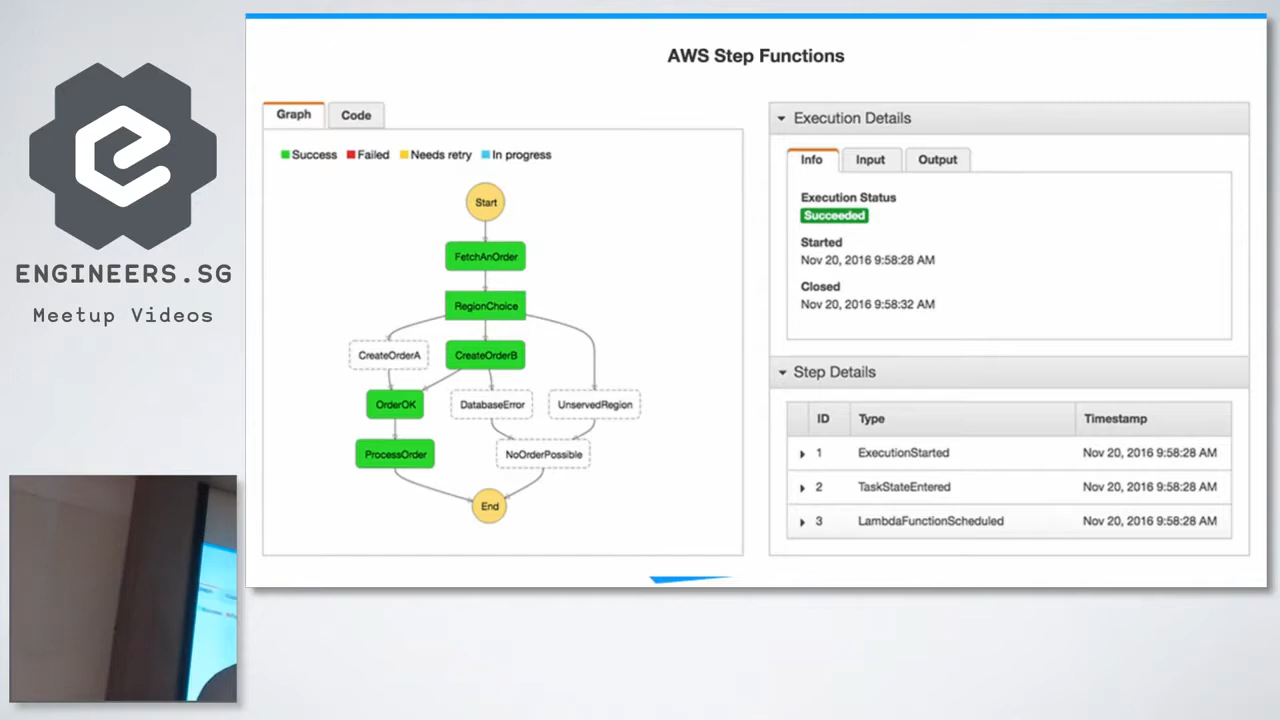 ENGINEERS.SG
Meetup Videos
AWS Step Functions
Graph
Code
Success
Failed
Needs retry
In progress
Start
FetchAnOrder
RegionChoice
CreateOrderA
CreateOrderB
OrderOK
DatabaseError
UnservedRegion
ProcessOrder
NoOrderPossible
End
Execution Details
Info
Input
Output
Execution Status
Succeeded
Started
Nov 20, 2016 9:58:28 AM
Closed
Nov 20, 2016 9:58:32 AM
Step Details
ID Type Timestamp
1 ExecutionStarted Nov 20, 2016 9:58:28 AM
2 TaskStateEntered Nov 20, 2016 9:58:28 AM
3 LambdaFunctionScheduled Nov 20, 2016 9:58:28 AM